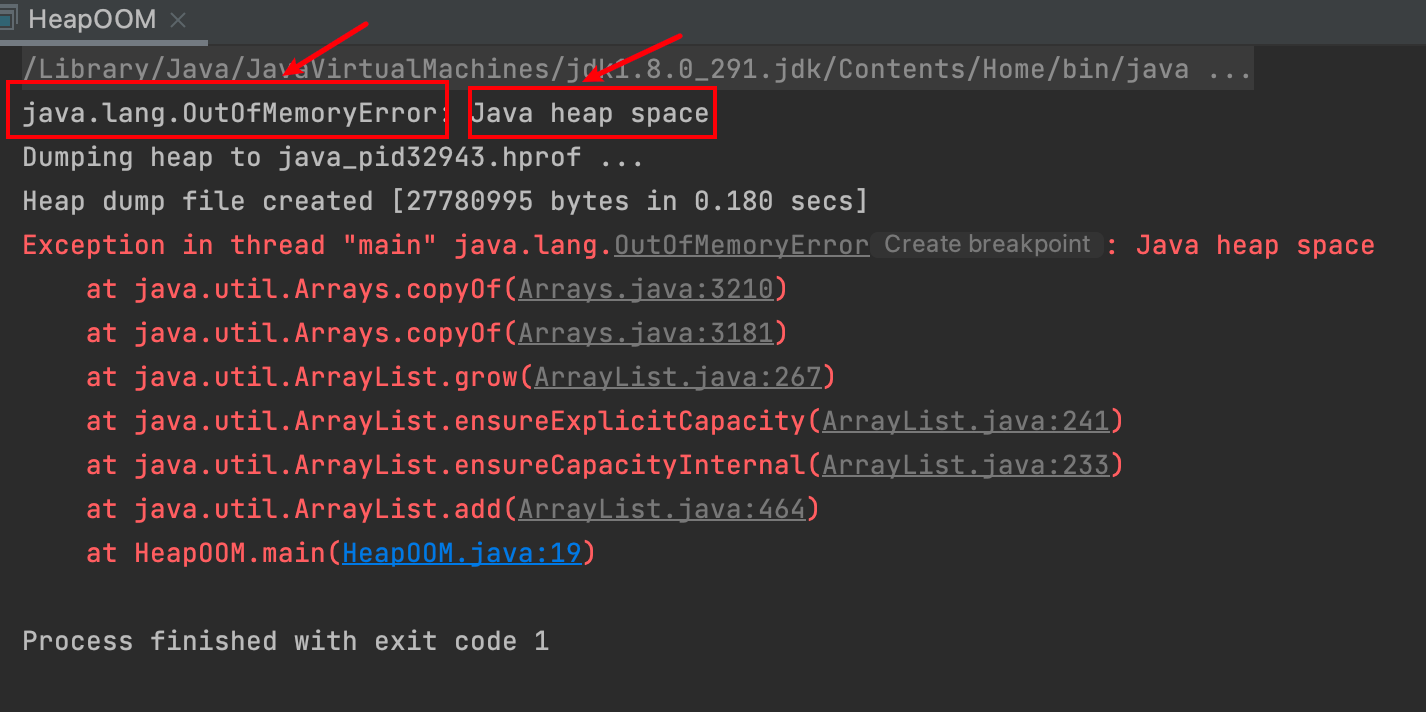 HeapOOM
/Library/Java/JavaVirtualMachines/jdk1.8.0_291.jdk/Contents/Home/bin/java ...
java.lang.OutOfMemoryError: Java heap space
Dumping heap to java_pid32943.hprof ...
Heap dump file created [27780995 bytes in 0.180 secs]
Exception in thread "main" java.lang.OutOfMemoryError Create breakpoint : Java heap space
at java.util.Arrays.copyOf(Arrays.java:3210)
at java.util.Arrays.copyOf(Arrays.java:3181)
at java.util.ArrayList.grow(ArrayList.java:267)
at java.util.ArrayList.ensureExplicitCapacity(ArrayList.java:241)
at java.util.ArrayList.ensureCapacityInternal(ArrayList.java:233)
at java.util.ArrayList.add(ArrayList.java:464)
at HeapOOM.main(HeapOOM.java:19)
Process finished with exit code 1